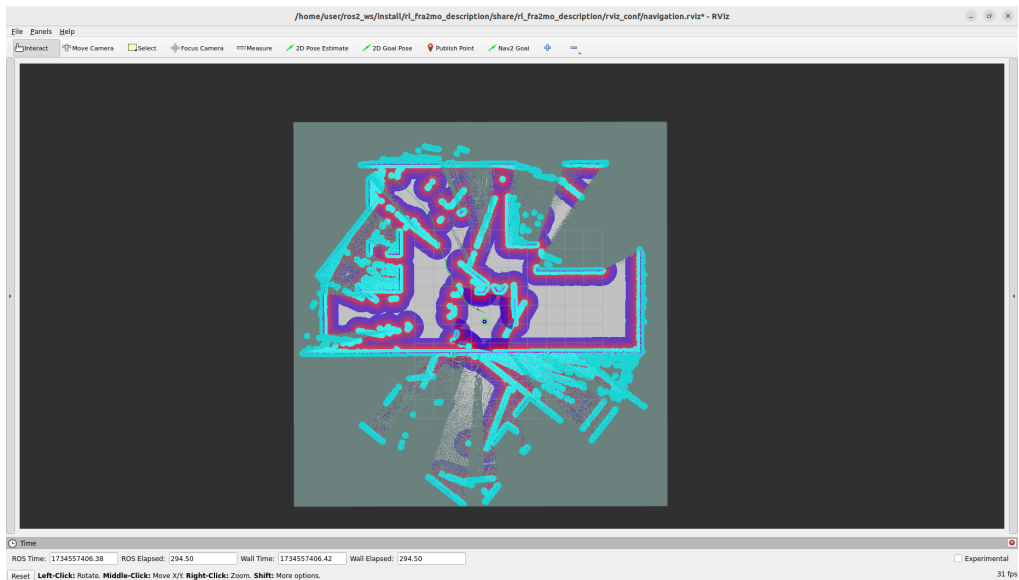 /home/user/ros2_ws/install/rl_fra2mo_description/share/rl_fra2mo_description/rviz_conf/navigation.rviz* - RViz
File Panels Help
Interact Move Camera Select Focus Camera Measure 2D Pose Estimate 2D Goal Pose Publish Point Nav2 Goal
Time
ROS Time: 1734557406.38 ROS Elapsed: 294.50 Wall Time: 1734557406.42 Wall Elapsed: 294.50 Experimental
Reset Left-Click: Rotate. Middle-Click: Move X/Y. Right-Click: Zoom. Shift: More options. 31 fps